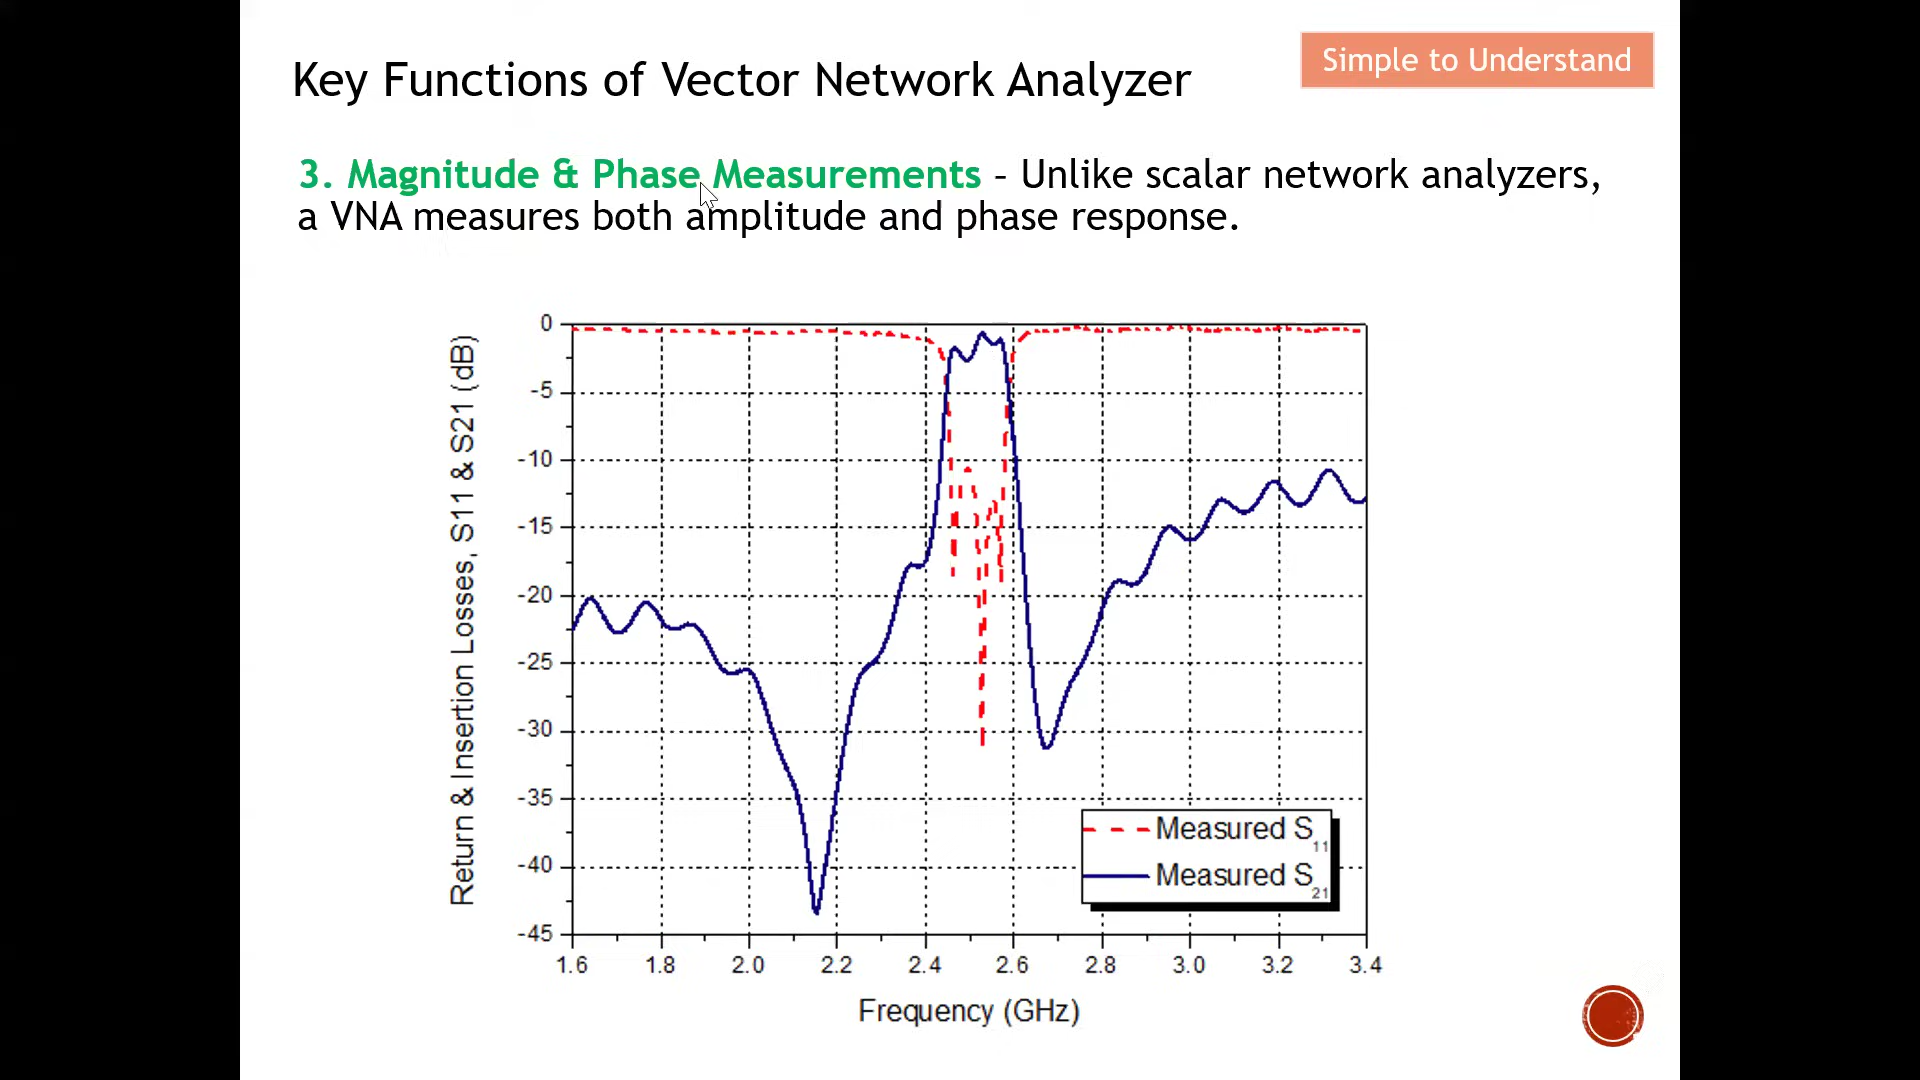 Key Functions of Vector Network Analyzer
Simple to Understand
3. Magnitude & Phase Measurements – Unlike scalar network analyzers,
a VNA measures both amplitude and phase response.
Return & Insertion Losses, S11 & S21 (dB)
0
-5
-10
-15
-20
-25
-30
-35
-40
-45
Measured S11
Measured S21
1.6 1.8 2.0 2.2 2.4 2.6 2.8 3.0 3.2 3.4
Frequency (GHz)